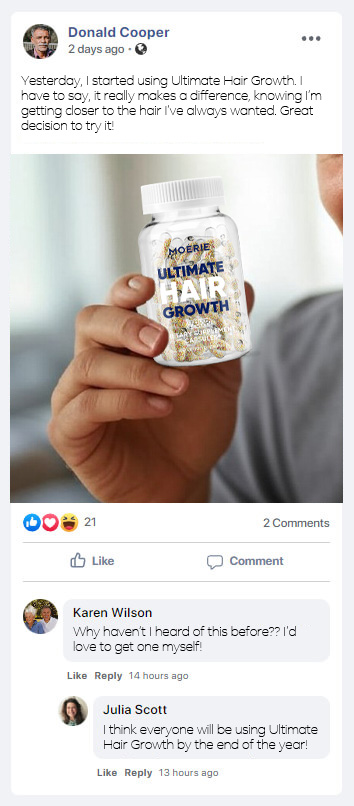 Donald Cooper
2 days ago ·
Yesterday, I started using Ultimate Hair Growth. I
have to say, it really makes a difference, knowing I'm
getting closer to the hair I've always wanted. Great
decision to try it!
MOÉRIE
ULTIMATE
HAIR
GROWTH
DIETARY SUPPLEMENT
CAPSULES
21
2 Comments
Like
Comment
Karen Wilson
Why haven't I heard of this before?? I'd
love to get one myself!
Like Reply 14 hours ago
Julia Scott
I think everyone will be using Ultimate
Hair Growth by the end of the year!
Like Reply 13 hours ago